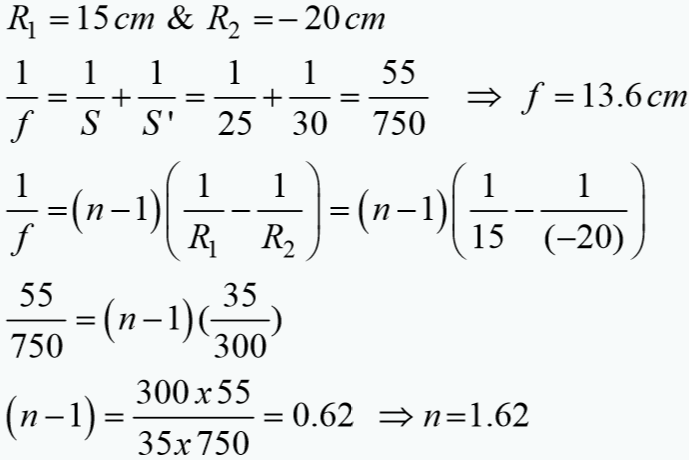 R₁ = 15 cm & R₂ = – 20 cm
1/f = 1/S + 1/S' = 1/25 + 1/30 = 55/750 ⇒ f = 13.6 cm
1/f = (n – 1)(1/R₁ – 1/R₂) = (n – 1)(1/15 – 1/(–20))
55/750 = (n – 1)(35/300)
(n – 1) = 300 x 55/35 x 750 = 0.62 ⇒ n = 1.62